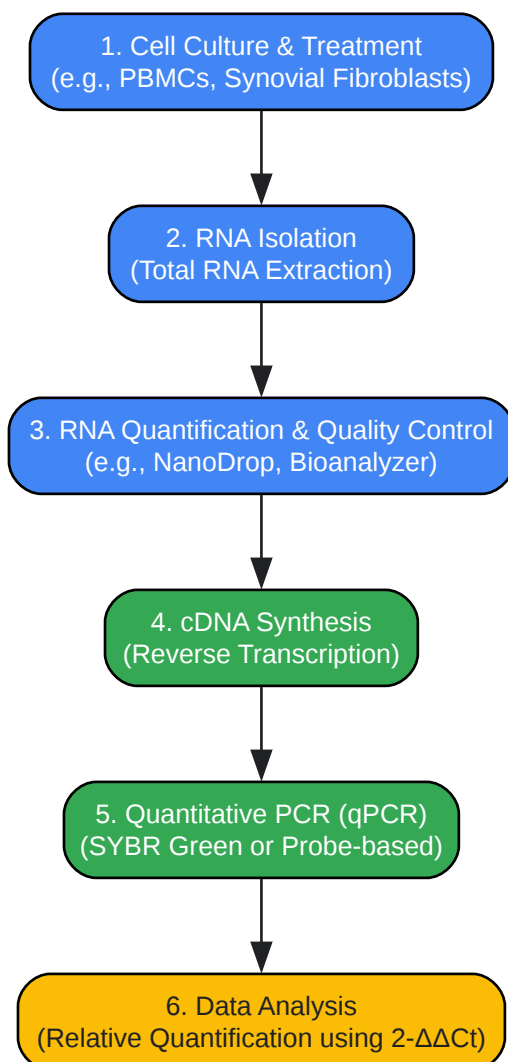 1. Cell Culture & Treatment
(e.g., PBMCs, Synovial Fibroblasts)
2. RNA Isolation
(Total RNA Extraction)
3. RNA Quantification & Quality Control
(e.g., NanoDrop, Bioanalyzer)
4. cDNA Synthesis
(Reverse Transcription)
5. Quantitative PCR (qPCR)
(SYBR Green or Probe-based)
6. Data Analysis
(Relative Quantification using 2-ΔΔCt)